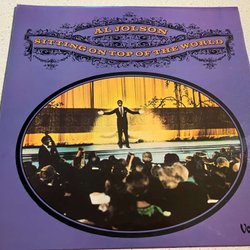 AL JOLSON
SITTING ON TOP OF THE WORLD